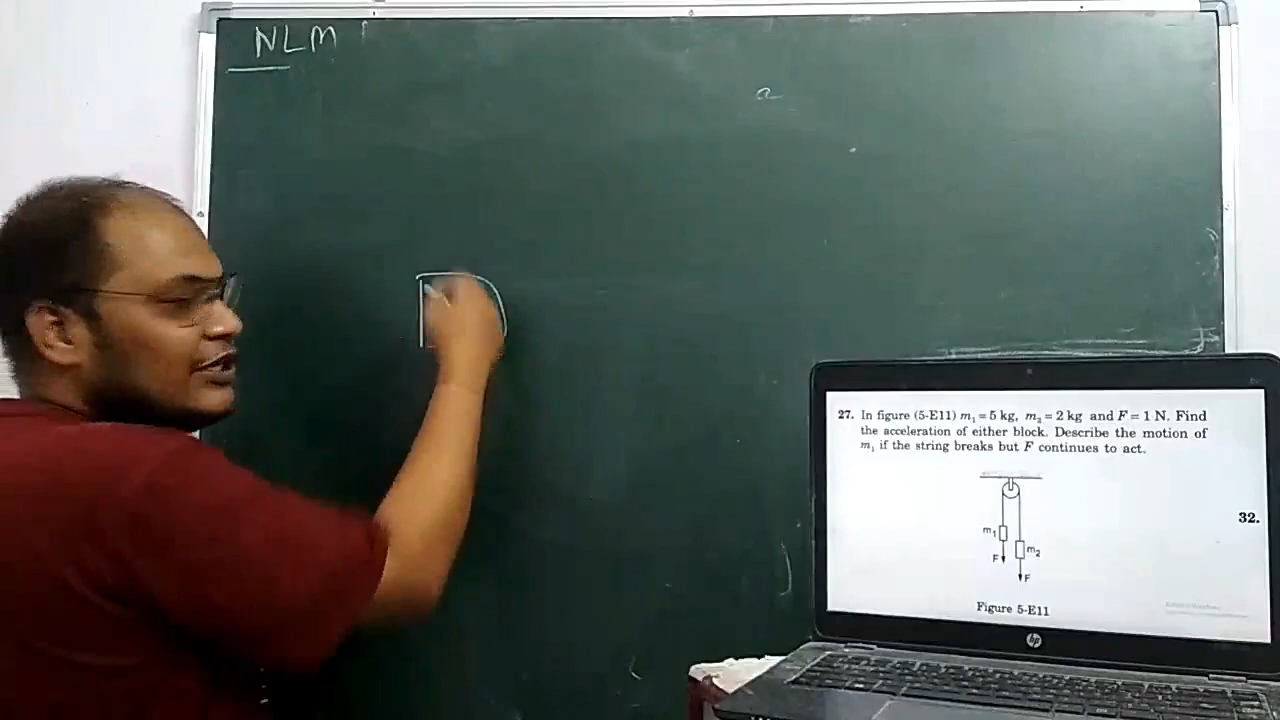 NLM
27. In figure (5-E11) m₁ = 5 kg, m₂ = 2 kg and F = 1 N. Find
the acceleration of either block. Describe the motion of
m₁ if the string breaks but F continues to act.
32.
m₁
F
m₂
F
Figure 5-E11
hp